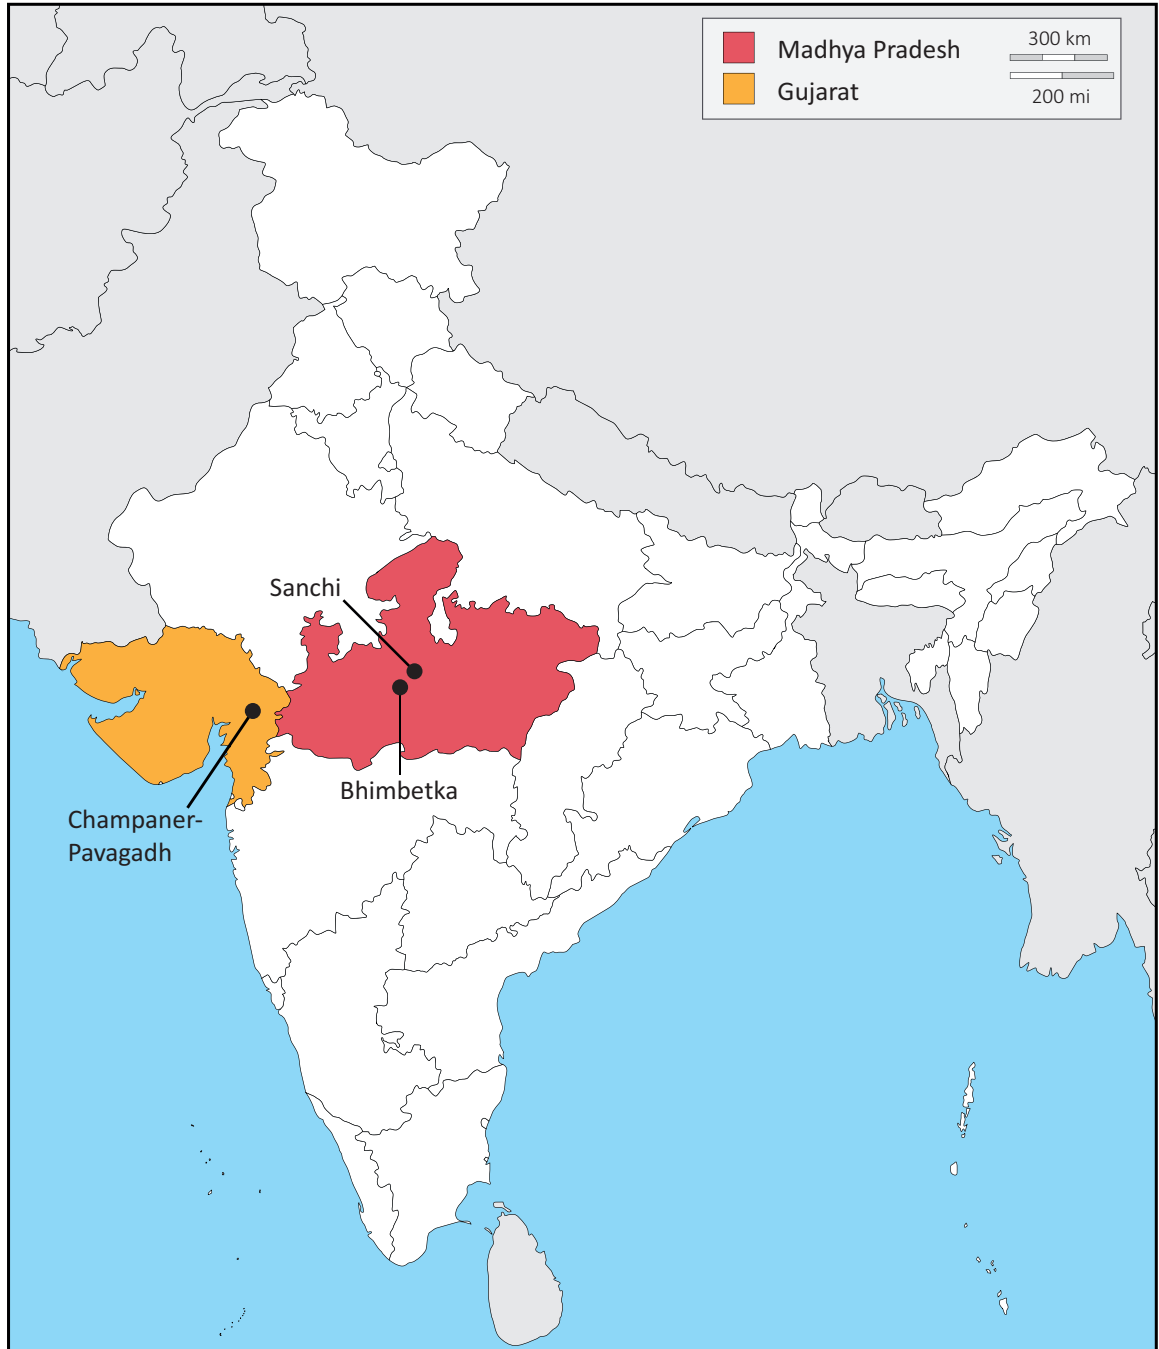 Madhya Pradesh
Gujarat
300 km
200 mi
Sanchi
Bhimbetka
Champaner-
Pavagadh